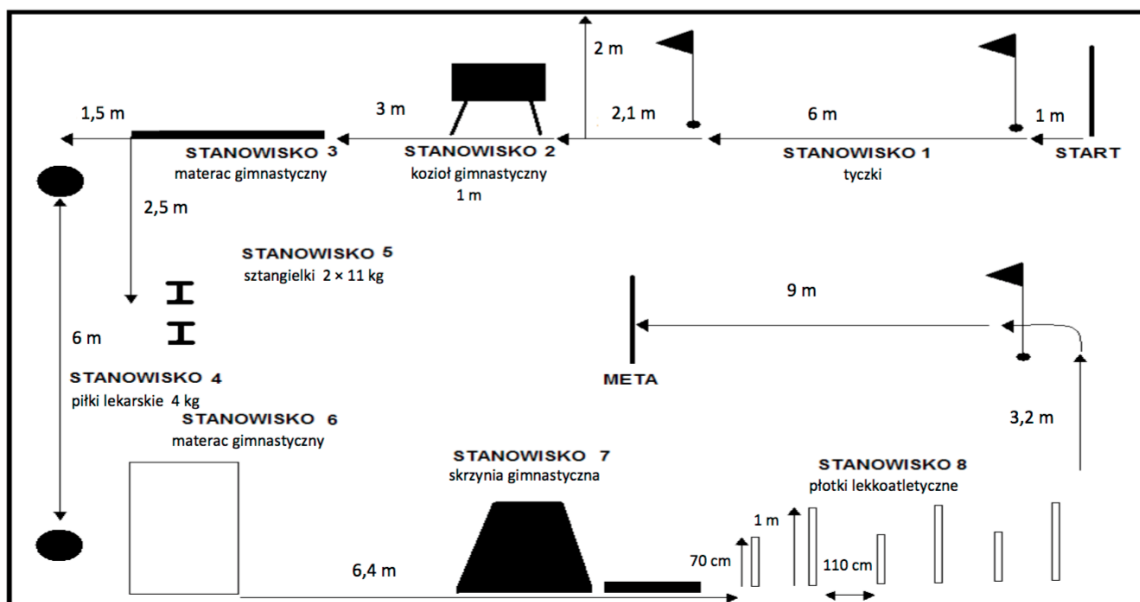 2 m
1,5 m
3 m
2,1 m
6 m
1 m
STANOWISKO 3
materac gimnastyczny
STANOWISKO 2
kozioł gimnastyczny
1 m
STANOWISKO 1
tyczki
START
2,5 m
STANOWISKO 5
sztangielki 2 × 11 kg
9 m
6 m
META
STANOWISKO 4
piłki lekarskie 4 kg
STANOWISKO 6
materac gimnastyczny
3,2 m
STANOWISKO 7
skrzynia gimnastyczna
STANOWISKO 8
płotki lekkoatletyczne
1 m
70 cm
110 cm
6,4 m